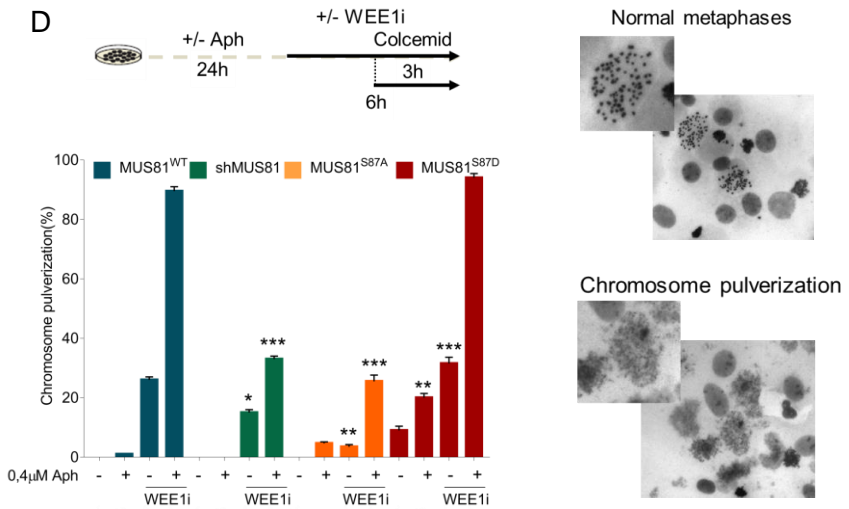 D
+/- Aph
24h
+/- WEE1i
Colcemid
3h
6h
Normal metaphases
Chromosome pulverization
MUS81WT shMUS81 MUS81S87A MUS81S87D
Chromosome pulverization(%)
100
80
60
40
20
0
* *** ** *** ** ***
0,4μM Aph - + - + - + - + - + - + - + - +
WEE1i WEE1i WEE1i WEE1i